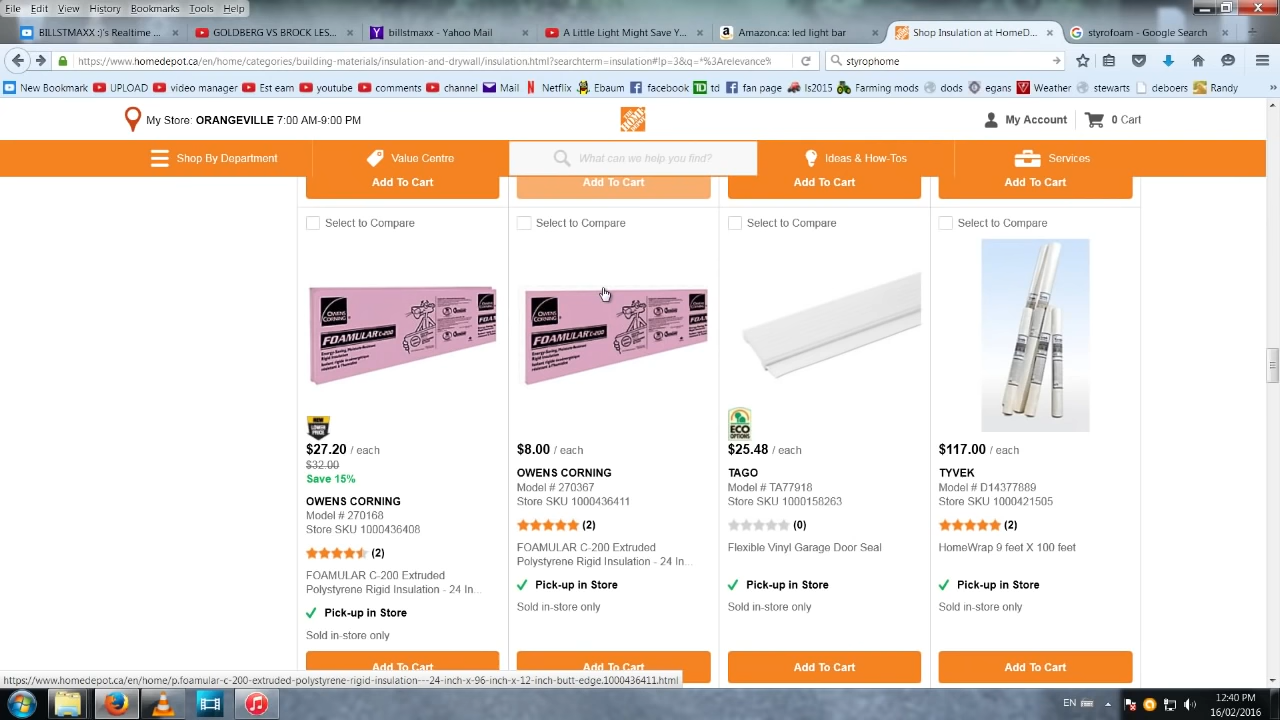 File Edit View History Bookmarks Tools Help
BILLSTMAXX :)'s Realtime ... × GOLDBERG VS BROCK LES... × billstmaxx - Yahoo Mail × A Little Light Might Save Y... × Amazon.ca: led light bar × Shop Insulation at HomeD... × styrofoam - Google Search ×
https://www.homedepot.ca/en/home/categories/building-materials/insulation-and-drywall/insulation.html?searchterm=insulation#!p=3&q=*%3Arelevance% styrophome
New Bookmark UPLOAD video manager Est earn youtube comments channel Mail Netflix Ebaum facebook td fan page ls2015 Farming mods dods egans Weather stewarts deboers Randy
My Store: ORANGEVILLE 7:00 AM-9:00 PM
My Account 0 Cart
Shop By Department Value Centre What can we help you find? Ideas & How-Tos Services
Add To Cart Add To Cart Add To Cart Add To Cart
Select to Compare Select to Compare Select to Compare Select to Compare
OWENS CORNING
FOAMULAR C-200
OWENS CORNING
FOAMULAR C-200
NEW LOWER PRICE
$27.20 / each
$32.00
Save 15%
OWENS CORNING
Model # 270168
Store SKU 1000436408
(2)
FOAMULAR C-200 Extruded
Polystyrene Rigid Insulation - 24 In...
Pick-up in Store
Sold in-store only
Add To Cart
$8.00 / each
OWENS CORNING
Model # 270367
Store SKU 1000436411
(2)
FOAMULAR C-200 Extruded
Polystyrene Rigid Insulation - 24 In...
Pick-up in Store
Sold in-store only
Add To Cart
ECO OPTIONS
$25.48 / each
TAGO
Model # TA77918
Store SKU 1000158263
(0)
Flexible Vinyl Garage Door Seal
Pick-up in Store
Sold in-store only
Add To Cart
$117.00 / each
TYVEK
Model # D14377889
Store SKU 1000421505
(2)
HomeWrap 9 feet X 100 feet
Pick-up in Store
Sold in-store only
Add To Cart
https://www.homedepot.ca/en/home/p.foamular-c-200-extruded-polystyrene-rigid-insulation---24-inch-x-96-inch-x-12-inch-butt-edge.1000436411.html
EN
12:40 PM
16/02/2016